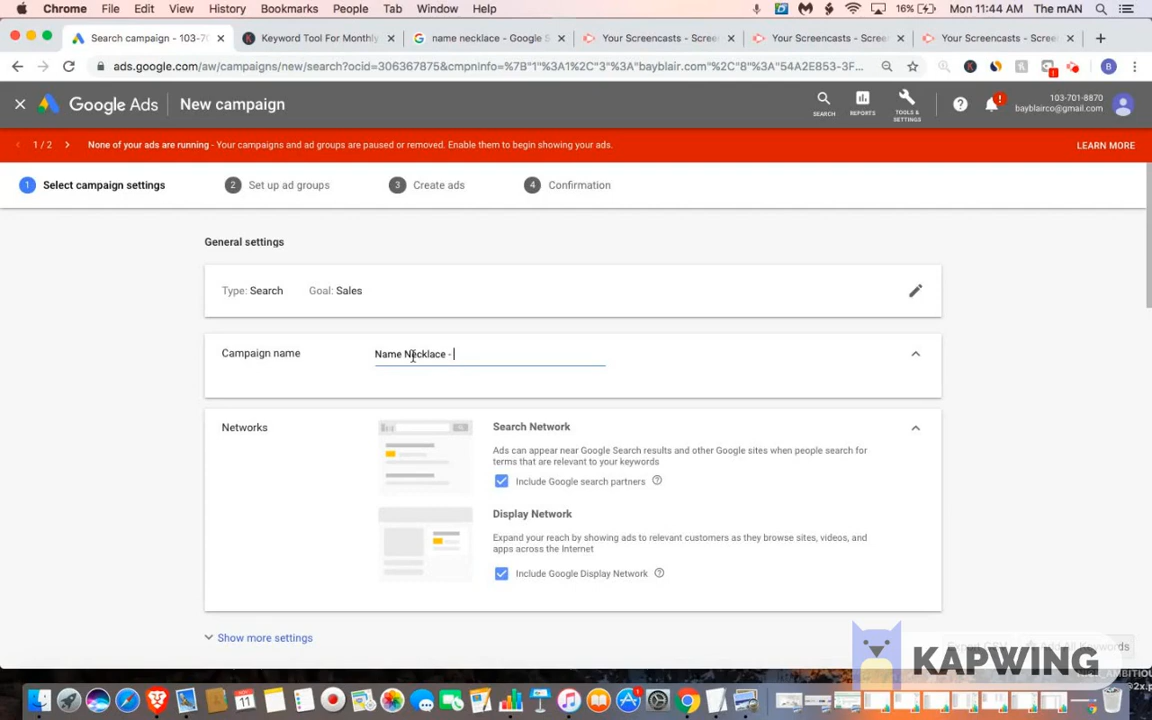 Chrome File Edit View History Bookmarks People Tab Window Help 16% Mon 11:44 AM The mAN
Search campaign - 103-70 Keyword Tool For Monthly name necklace - Google S Your Screencasts - Scree Your Screencasts - Scree Your Screencasts - Scree
ads.google.com/aw/campaigns/new/search?ocid=306367875&cmpnInfo=%7B"1"%3A1%2C"3"%3A"bayblair.com"%2C"8"%3A"54A2E853-3F... B
Google Ads New campaign SEARCH REPORTS TOOLS & SETTINGS ! 103-701-8870
bayblairco@gmail.com
1 / 2 None of your ads are running - Your campaigns and ad groups are paused or removed. Enable them to begin showing your ads. LEARN MORE
1 Select campaign settings 2 Set up ad groups 3 Create ads 4 Confirmation
General settings
Type: Search Goal: Sales
Campaign name Name Necklace -
Networks Search Network
Ads can appear near Google Search results and other Google sites when people search for
terms that are relevant to your keywords
Include Google search partners
Display Network
Expand your reach by showing ads to relevant customers as they browse sites, videos, and
apps across the Internet
Include Google Display Network
Show more settings
KAPWING